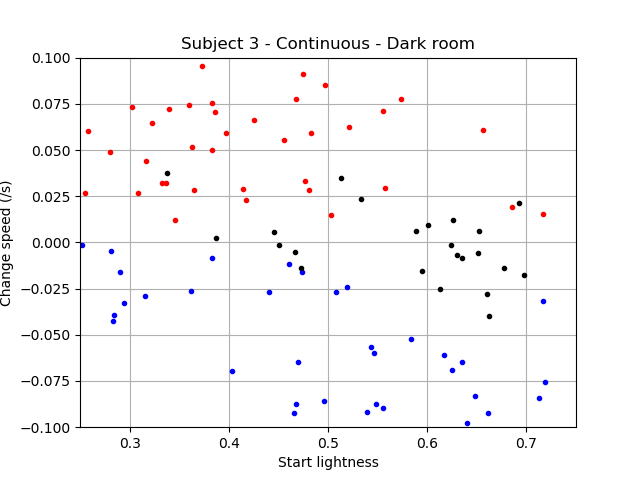 Subject 3 - Continuous - Dark room
0.100
0.075
0.050
0.025
0.000
−0.025
−0.050
−0.075
−0.100
Change speed (/s)
0.3 0.4 0.5 0.6 0.7
Start lightness